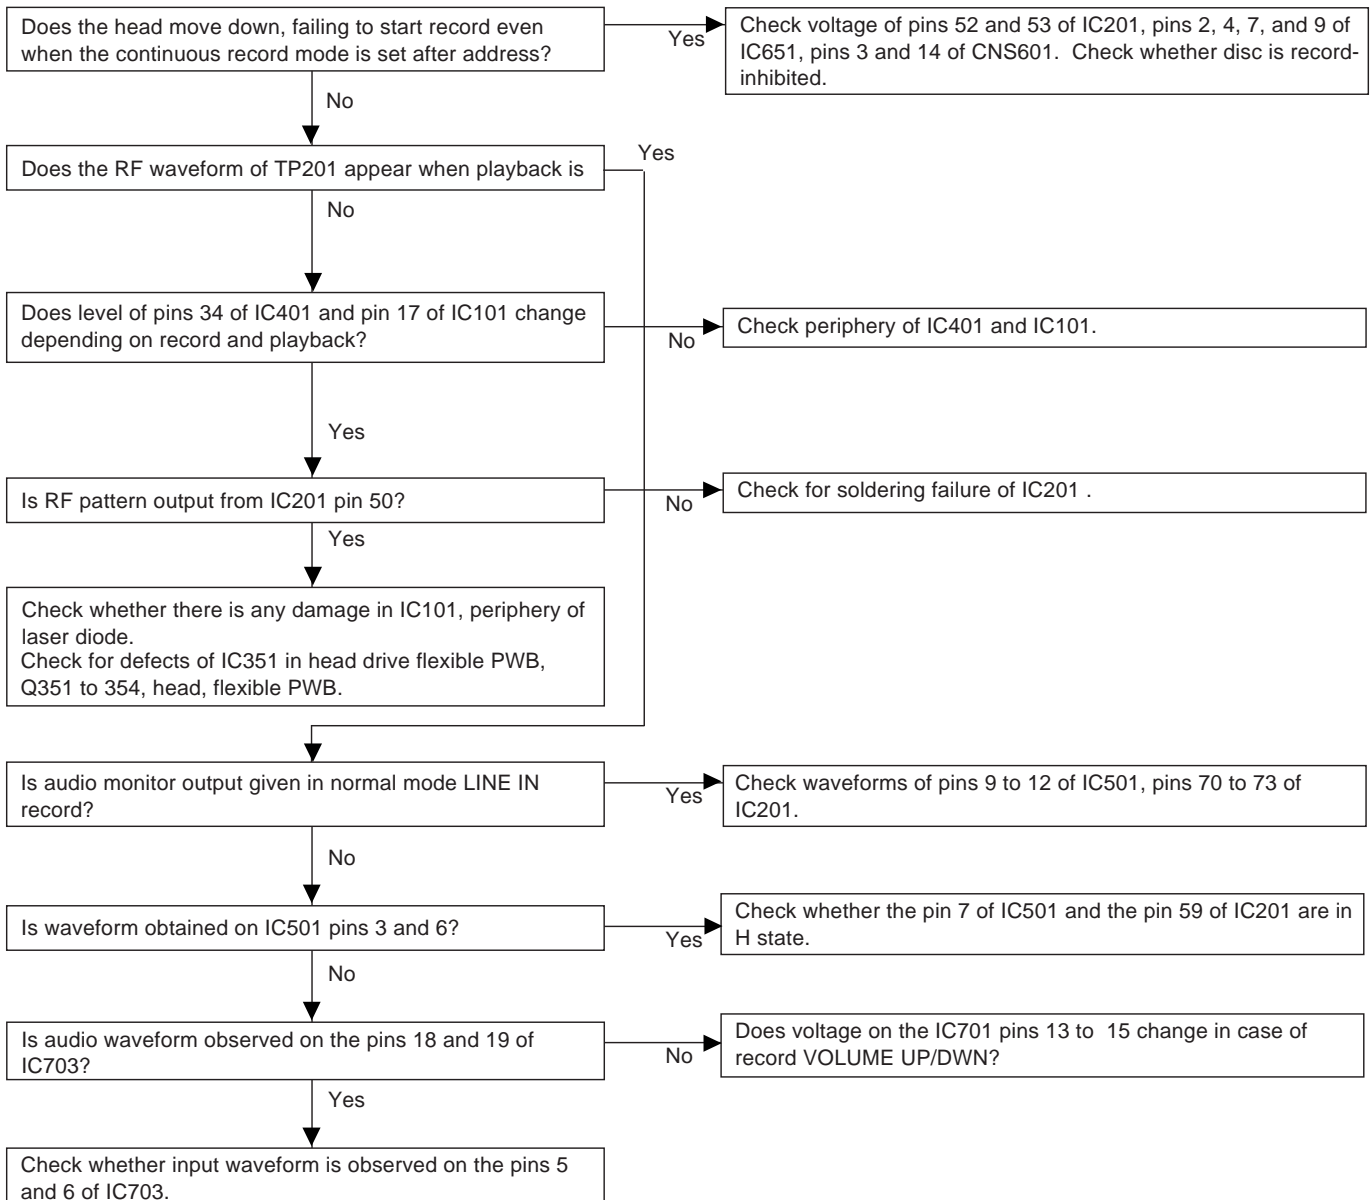 Does the head move down, failing to start record even
when the continuous record mode is set after address?
Yes
Check voltage of pins 52 and 53 of IC201, pins 2, 4, 7, and 9 of
IC651, pins 3 and 14 of CNS601.  Check whether disc is record-
inhibited.
No
Does the RF waveform of TP201 appear when playback is
Yes
No
Does level of pins 34 of IC401 and pin 17 of IC101 change
depending on record and playback?
No
Check periphery of IC401 and IC101.
Yes
Is RF pattern output from IC201 pin 50?
No
Check for soldering failure of IC201 .
Yes
Check whether there is any damage in IC101, periphery of
laser diode.
Check for defects of IC351 in head drive flexible PWB,
Q351 to 354, head, flexible PWB.
Is audio monitor output given in normal mode LINE IN
record?
Yes
Check waveforms of pins 9 to 12 of IC501, pins 70 to 73 of
IC201.
No
Is waveform obtained on IC501 pins 3 and 6?
Yes
Check whether the pin 7 of IC501 and the pin 59 of IC201 are in
H state.
No
Is audio waveform observed on the pins 18 and 19 of
IC703?
No
Does voltage on the IC701 pins 13 to  15 change in case of
record VOLUME UP/DWN?
Yes
Check whether input waveform is observed on the pins 5
and 6 of IC703.